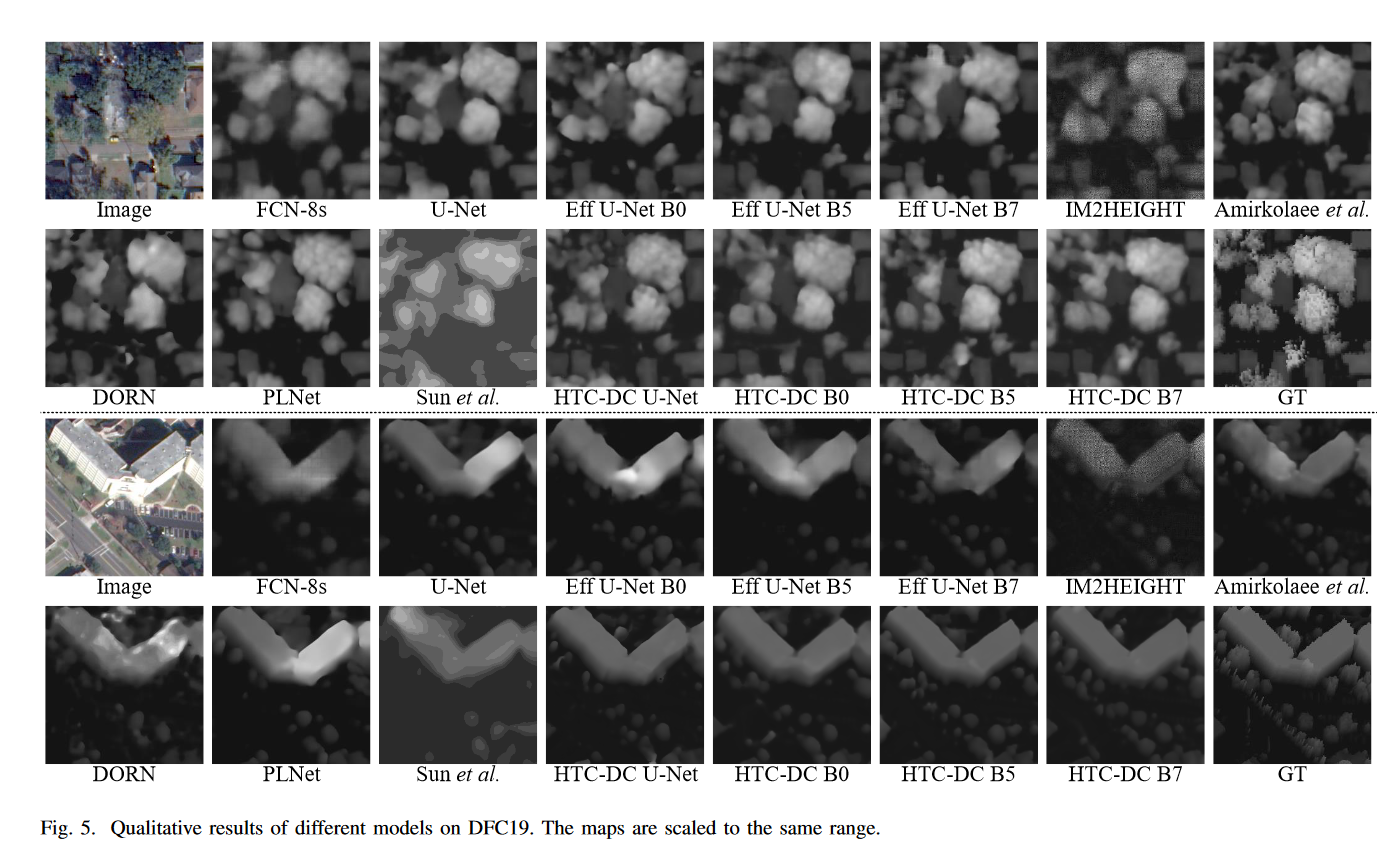 Image FCN-8s U-Net Eff U-Net B0 Eff U-Net B5 Eff U-Net B7 IM2HEIGHT Amirkolaee et al.
DORN PLNet Sun et al. HTC-DC U-Net HTC-DC B0 HTC-DC B5 HTC-DC B7 GT
Image FCN-8s U-Net Eff U-Net B0 Eff U-Net B5 Eff U-Net B7 IM2HEIGHT Amirkolaee et al.
DORN PLNet Sun et al. HTC-DC U-Net HTC-DC B0 HTC-DC B5 HTC-DC B7 GT
Fig. 5. Qualitative results of different models on DFC19. The maps are scaled to the same range.